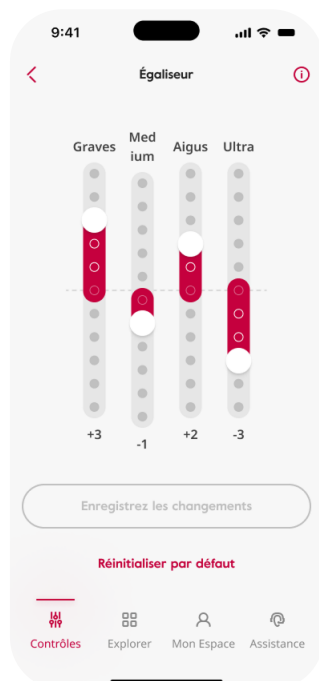 9:41
Égaliseur
Graves
Med
ium
Aigus
Ultra
+3
-1
+2
-3
Enregistrez les changements
Réinitialiser par défaut
Contrôles
Explorer
Mon Espace
Assistance